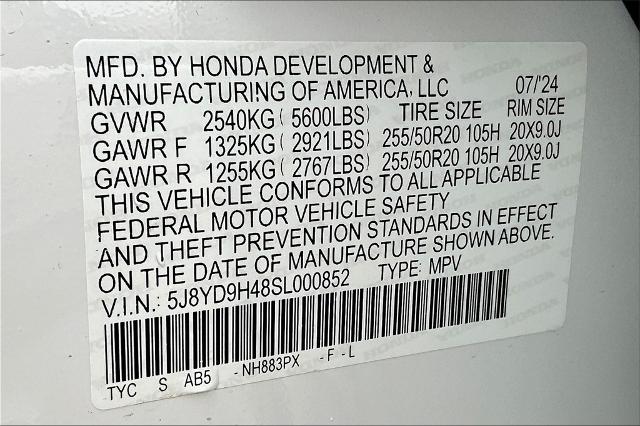 MFD. BY HONDA DEVELOPMENT &
MANUFACTURING OF AMERICA, LLC 07/'24
GVWR 2540KG ( 5600LBS) TIRE SIZE RIM SIZE
GAWR F 1325KG ( 2921LBS) 255/50R20 105H 20X9.0J
GAWR R 1255KG ( 2767LBS) 255/50R20 105H 20X9.0J
THIS VEHICLE CONFORMS TO ALL APPLICABLE
FEDERAL MOTOR VEHICLE SAFETY
AND THEFT PREVENTION STANDARDS IN EFFECT
ON THE DATE OF MANUFACTURE SHOWN ABOVE.
V.I.N.: 5J8YD9H48SL000852 TYPE: MPV
TYC S AB5 - NH883PX - F - L